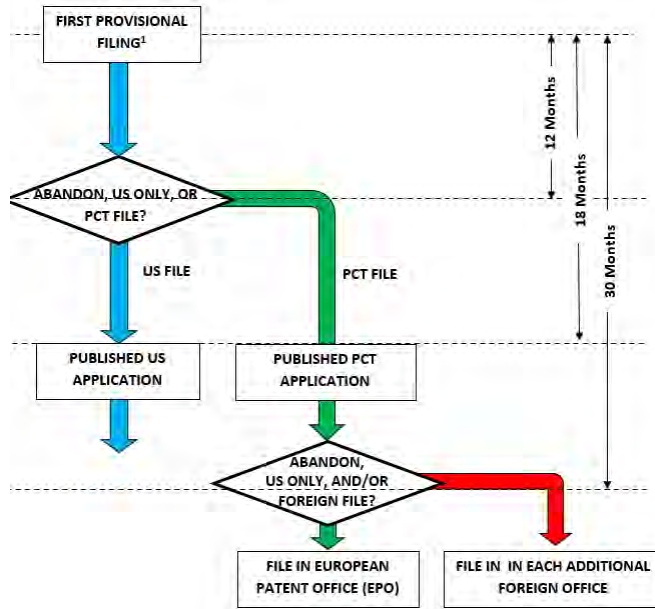 FIRST PROVISIONAL
FILING¹
12 Months
18 Months
30 Months
ABANDON, US ONLY, OR
PCT FILE?
US FILE
PCT FILE
PUBLISHED US
APPLICATION
PUBLISHED PCT
APPLICATION
ABANDON,
US ONLY, AND/OR
FOREIGN FILE?
FILE IN EUROPEAN
PATENT OFFICE (EPO)
FILE IN IN EACH ADDITIONAL
FOREIGN OFFICE